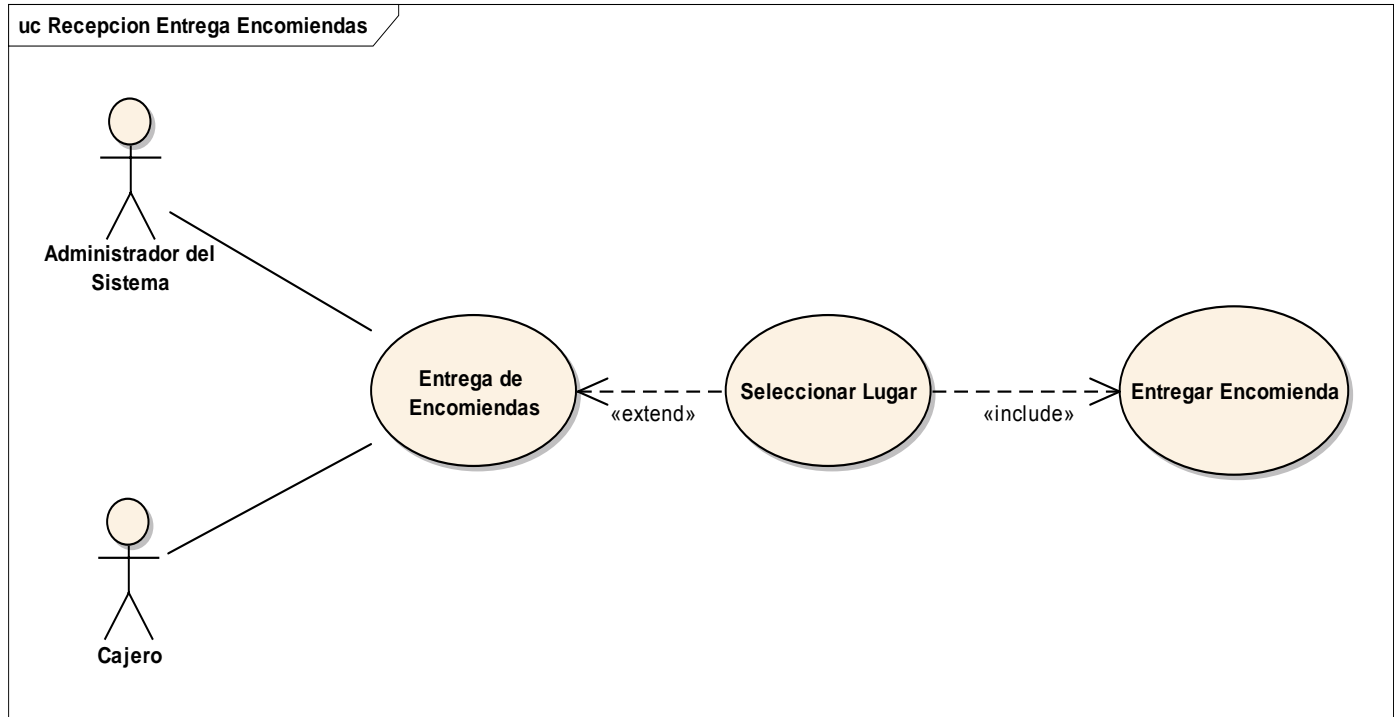 uc Recepcion Entrega Encomiendas
Administrador del
Sistema
Entrega de
Encomiendas
«extend»
Seleccionar Lugar
«include»
Entregar Encomienda
Cajero